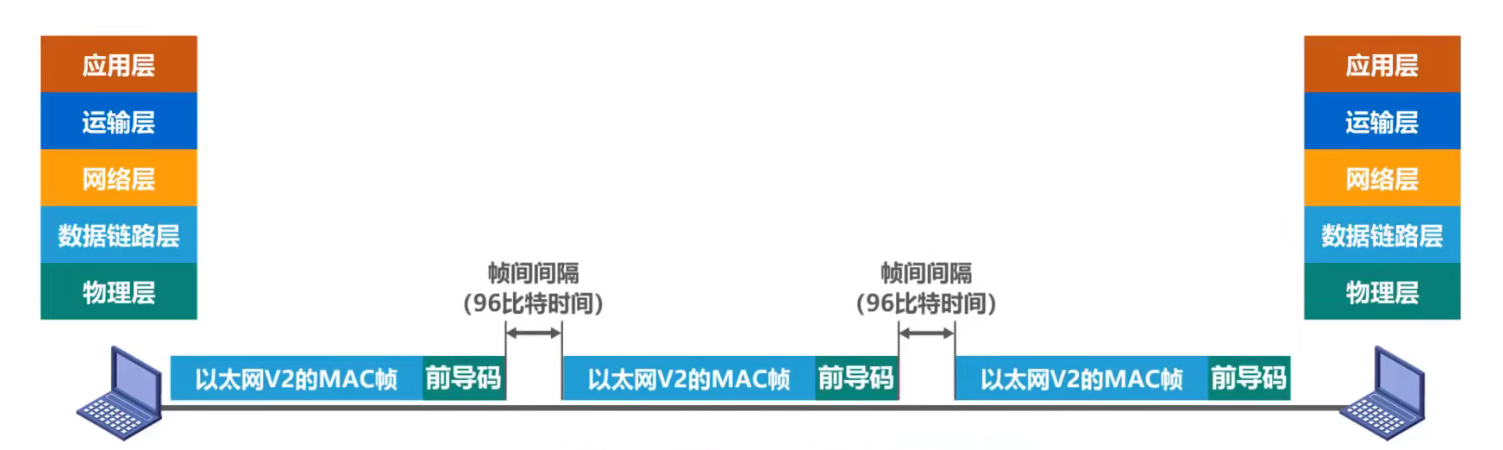 应用层
运输层
网络层
数据链路层
物理层
应用层
运输层
网络层
数据链路层
物理层
帧间间隔
(96比特时间)
帧间间隔
(96比特时间)
以太网V2的MAC帧 前导码
以太网V2的MAC帧 前导码
以太网V2的MAC帧 前导码